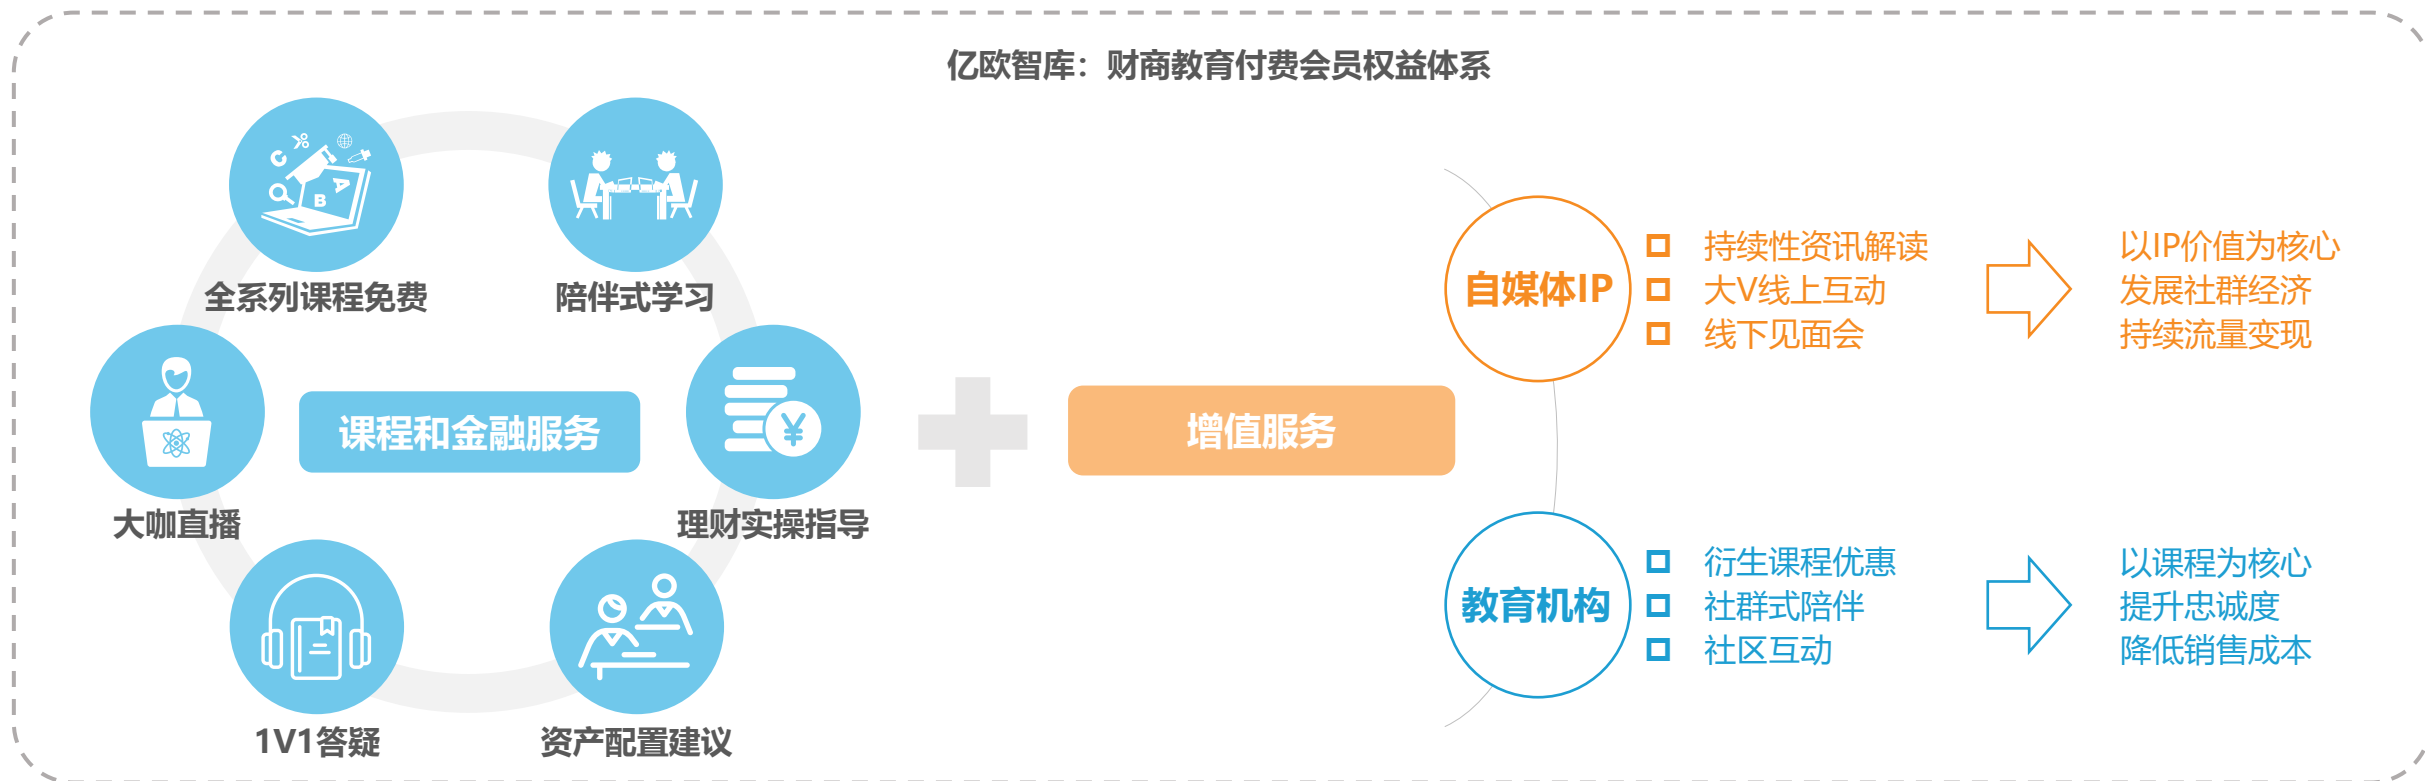 亿欧智库：财商教育付费会员权益体系
全系列课程免费
陪伴式学习
大咖直播
课程和金融服务
理财实操指导
1V1答疑
资产配置建议
增值服务
自媒体IP
持续性资讯解读
大V线上互动
线下见面会
以IP价值为核心
发展社群经济
持续流量变现
教育机构
衍生课程优惠
社群式陪伴
社区互动
以课程为核心
提升忠诚度
降低销售成本